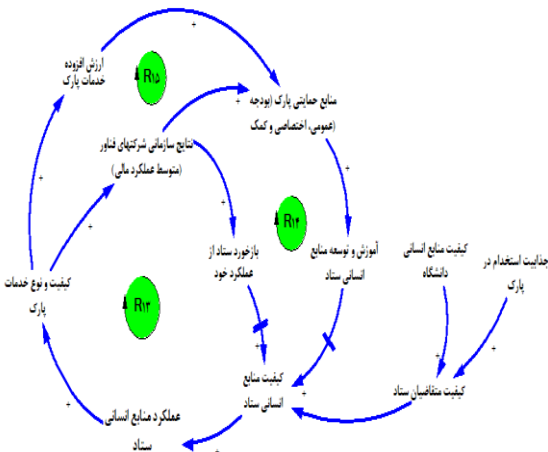 ارزش افزوده
خدمات پارک
R۱۵
منابع حمایتی پارک (بودجه
عمومی، اختصاصی و کمک)
نتایج سازمانی شرکتهای فناور
(متوسط عملکرد مالی)
R۱۴
بازخورد ستاد از
عملکرد خود
آموزش و توسعه منابع
انسانی ستاد
کیفیت منابع انسانی
دانشگاه
جذابیت استخدام در
پارک
کیفیت و نوع خدمات
پارک
R۱۳
کیفیت منابع
انسانی ستاد
کیفیت متقاضیان ستاد
عملکرد منابع انسانی
ستاد